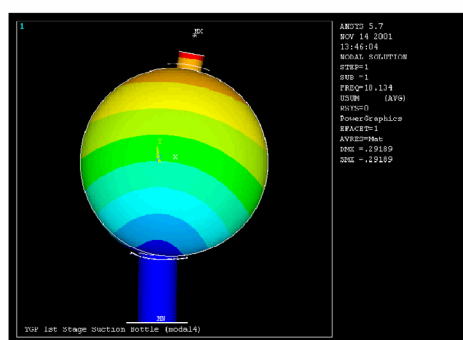 1
MX
ANSYS 5.7
NOV 14 2001
13:46:04
NODAL SOLUTION
STEP=1
SUB =1
FREQ=18.134
USUM (AVG)
RSYS=0
PowerGraphics
EFACET=1
AVRES=Mat
DMX =.29189
SMX =.29189
Z
X
MN
TGP 1st Stage Suction Bottle (modal4)